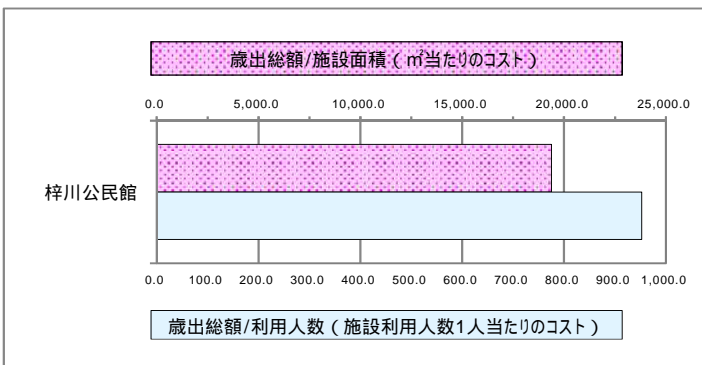 歳出総額/施設面積（㎡当たりのコスト）
0.0 5,000.0 10,000.0 15,000.0 20,000.0 25,000.0
梓川公民館
0.0 100.0 200.0 300.0 400.0 500.0 600.0 700.0 800.0 900.0 1,000.0
歳出総額/利用人数（施設利用人数1人当たりのコスト）